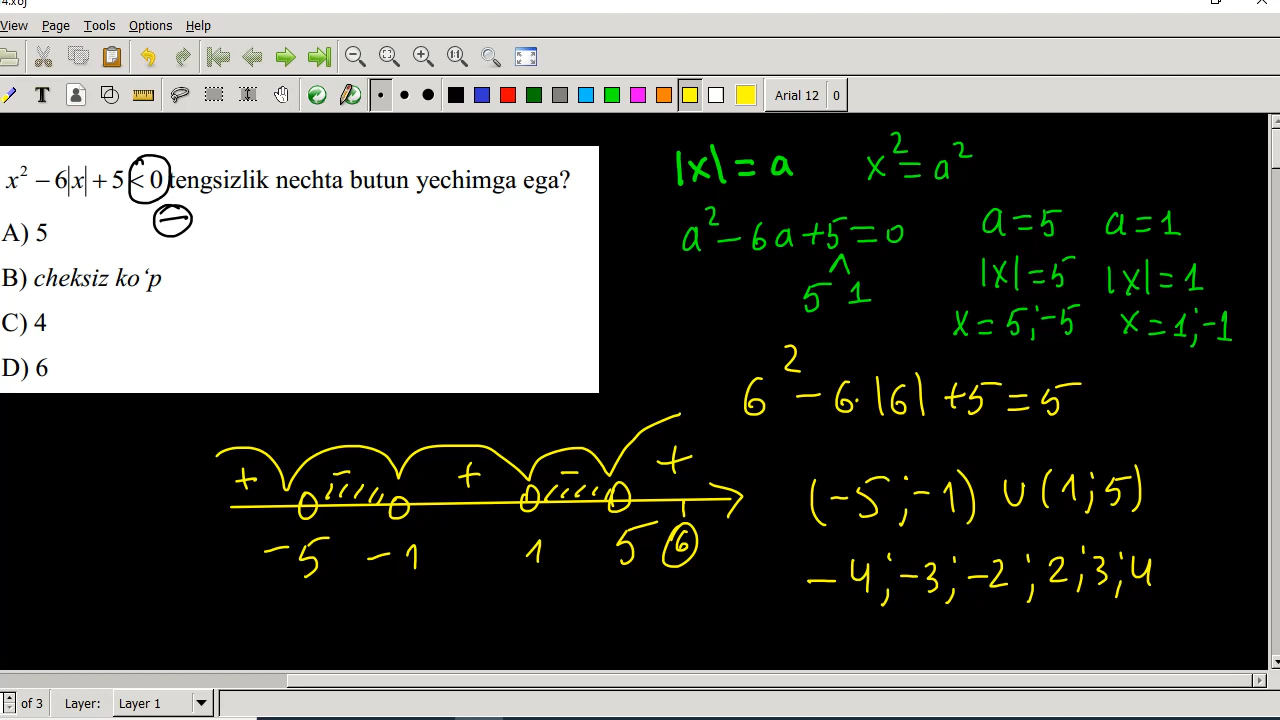 4.xoj
View Page Tools Options Help
Arial 12 0
x² − 6|x| + 5 < 0 tengsizlik nechta butun yechimga ega?
A) 5
B) cheksiz ko‘p
C) 4
D) 6
|x| = a x² = a²
a² − 6a + 5 = 0 a = 5 a = 1
5 1 |x| = 5 |x| = 1
x = 5; −5 x = 1; −1
6² − 6·|6| + 5 = 5
+ − + − +
−5 −1 1 5 6
(−5; −1) ∪ (1; 5)
−4; −3; −2; 2; 3; 4
of 3 Layer: Layer 1